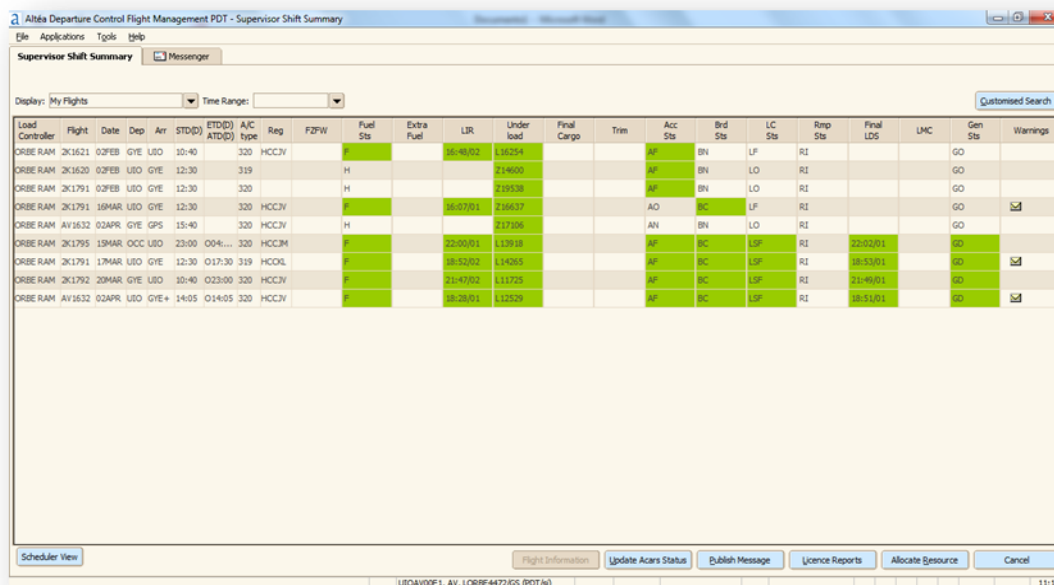 Altéa Departure Control Flight Management PDT - Supervisor Shift Summary
File Applications Tools Help
Supervisor Shift Summary Messenger
Display: My Flights Time Range:
Customised Search
Load Controller Flight Date Dep Arr STD(D) ETD(D) ATD(D) A/C type Reg FZFW Fuel Sts Extra Fuel LIR Under load Final Cargo Trim Acc Sts Brd Sts LC Sts Rmp Sts Final LDS LMC Gen Sts Warnings
ORBE RAM 2K1621 02FEB GYE UIO 10:40 320 HCCJV F 16:48/02 L16254 AF BN LF RI GO
ORBE RAM 2K1620 02FEB UIO GYE 12:30 319 H Z14600 AF BN LO RI GO
ORBE RAM 2K1791 02FEB UIO GYE 12:30 320 H Z19538 AF BN LO RI GO
ORBE RAM 2K1791 16MAR UIO GYE 12:30 320 HCCJV F 16:07/01 Z16637 AO BC LF RI GO
ORBE RAM AV1632 02APR GYE GPS 15:40 320 HCCJV H Z17106 AN BN LO RI GO
ORBE RAM 2K1795 15MAR OCC UIO 23:00 O04:... 320 HCCJM F 22:00/01 L13918 AF BC LSF RI 22:02/01 GD
ORBE RAM 2K1791 17MAR UIO GYE 12:30 O17:30 319 HCCKL F 18:52/02 L14265 AF BC LSF RI 18:53/01 GD
ORBE RAM 2K1792 20MAR GYE UIO 10:40 O23:00 320 HCCJV F 21:47/02 L11725 AF BC LSF RI 21:49/01 GD
ORBE RAM AV1632 02APR UIO GYE+ 14:05 O14:05 320 HCCJV F 18:28/01 L12529 AF BC LSF RI 18:51/01 GD
Scheduler View Flight Information Update Acars Status Publish Message Licence Reports Allocate Resource Cancel